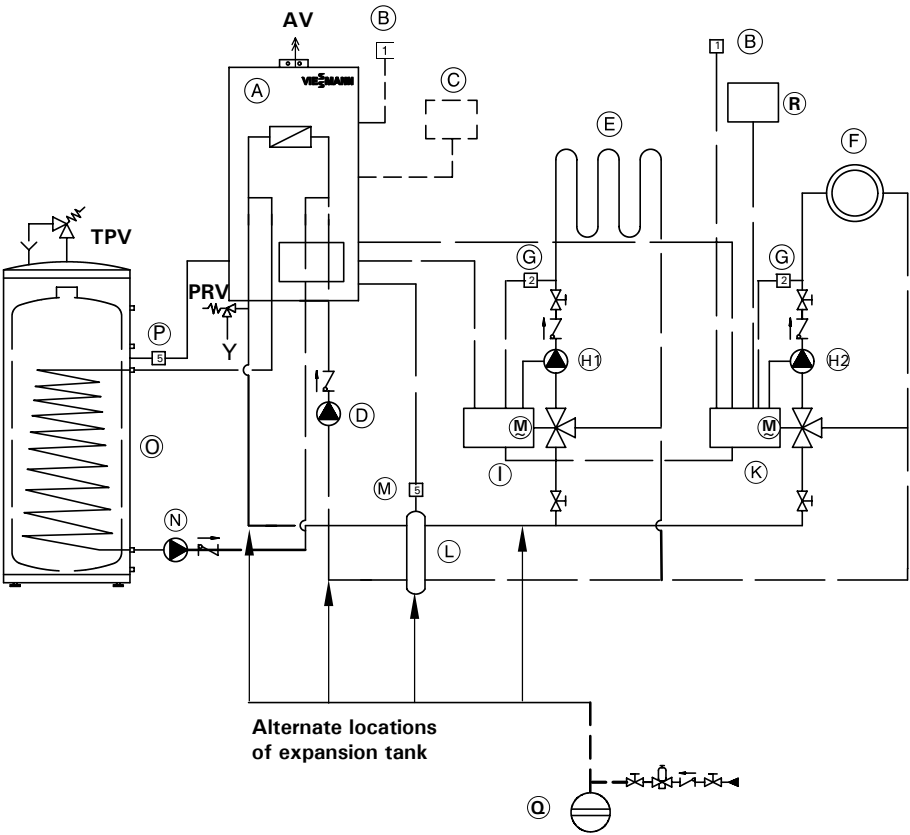 AV
B
1
B
1
VIESMANN
A
C
R
E
F
TPV
G
2
G
2
PRV
P
5
Y
H1
H2
D
M
M
O
I
K
M
5
N
L
Alternate locations
of expansion tank
Q